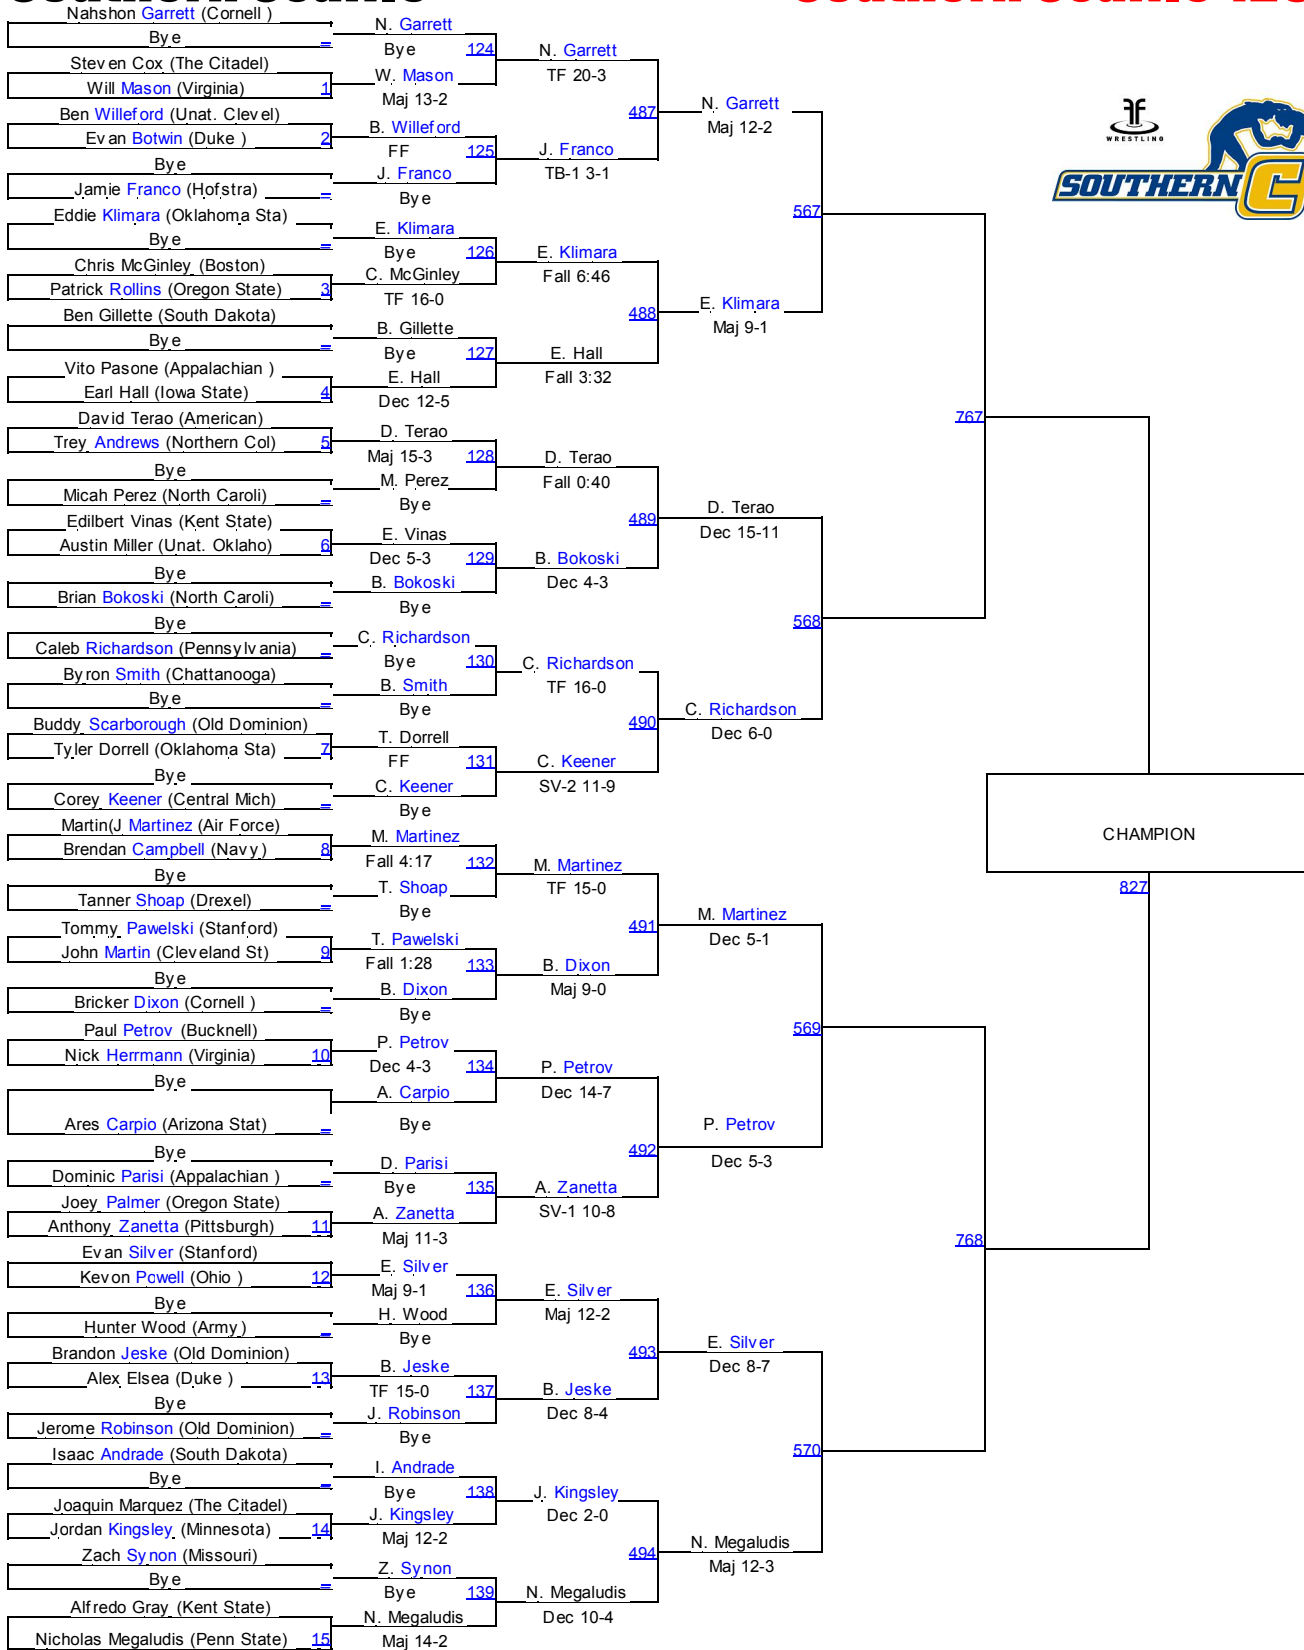 Nahshon Garrett (Cornell )
Bye
Steven Cox (The Citadel)
Will Mason (Virginia) 1
Ben Willeford (Unat. Clevel)
Evan Botwin (Duke ) 2
Bye
Jamie Franco (Hofstra)
Eddie Klimara (Oklahoma Sta)
Bye
Chris McGinley (Boston)
Patrick Rollins (Oregon State) 3
Ben Gillette (South Dakota)
Bye
Vito Pasone (Appalachian )
Earl Hall (Iowa State) 4
David Terao (American)
Trey Andrews (Northern Col) 5
Bye
Micah Perez (North Caroli)
Edilbert Vinas (Kent State)
Austin Miller (Unat. Oklaho) 6
Bye
Brian Bokoski (North Caroli)
Bye
Caleb Richardson (Pennsylvania)
Byron Smith (Chattanooga)
Bye
Buddy Scarborough (Old Dominion)
Tyler Dorrell (Oklahoma Sta) 7
Bye
Corey Keener (Central Mich)
Martin(J Martinez (Air Force)
Brendan Campbell (Navy) 8
Bye
Tanner Shoap (Drexel)
Tommy Pawelski (Stanford)
John Martin (Cleveland St) 9
Bye
Bricker Dixon (Cornell )
Paul Petrov (Bucknell)
Nick Herrmann (Virginia) 10
Bye
Ares Carpio (Arizona Stat)
Bye
Dominic Parisi (Appalachian )
Joey Palmer (Oregon State)
Anthony Zanetta (Pittsburgh) 11
Evan Silver (Stanford)
Kevon Powell (Ohio ) 12
Bye
Hunter Wood (Army)
Brandon Jeske (Old Dominion)
Alex Elsea (Duke ) 13
Bye
Jerome Robinson (Old Dominion)
Isaac Andrade (South Dakota)
Bye
Joaquin Marquez (The Citadel)
Jordan Kingsley (Minnesota) 14
Zach Synon (Missouri)
Bye
Alfredo Gray (Kent State)
Nicholas Megaludis (Penn State) 15
N. Garrett
Bye 124
W. Mason
Maj 13-2
B. Willeford
FF 125
J. Franco
Bye
E. Klimara
Bye 126
C. McGinley
TF 16-0
B. Gillette
Bye 127
E. Hall
Dec 12-5
D. Terao
Maj 15-3 128
M. Perez
Bye
E. Vinas
Dec 5-3 129
B. Bokoski
Bye
C. Richardson
Bye 130
B. Smith
Bye
T. Dorrell
FF 131
C. Keener
Bye
M. Martinez
Fall 4:17 132
T. Shoap
Bye
T. Pawelski
Fall 1:28 133
B. Dixon
Bye
P. Petrov
Dec 4-3 134
A. Carpio
Bye
D. Parisi
Bye 135
A. Zanetta
Maj 11-3
E. Silver
Maj 9-1 136
H. Wood
Bye
B. Jeske
TF 15-0 137
J. Robinson
Bye
I. Andrade
Bye 138
J. Kingsley
Maj 12-2
Z. Synon
Bye 139
N. Megaludis
Maj 14-2
N. Garrett
TF 20-3
487
J. Franco
TB-1 3-1
E. Klimara
Fall 6:46
488
E. Hall
Fall 3:32
D. Terao
Fall 0:40
489
B. Bokoski
Dec 4-3
C. Richardson
TF 16-0
490
C. Keener
SV-2 11-9
M. Martinez
TF 15-0
491
B. Dixon
Maj 9-0
P. Petrov
Dec 14-7
492
A. Zanetta
SV-1 10-8
E. Silver
Maj 12-2
493
B. Jeske
Dec 8-4
J. Kingsley
Dec 2-0
494
N. Megaludis
Dec 10-4
N. Garrett
Maj 12-2
567
E. Klimara
Maj 9-1
D. Terao
Dec 15-11
568
C. Richardson
Dec 6-0
M. Martinez
Dec 5-1
569
P. Petrov
Dec 5-3
E. Silver
Dec 8-7
570
N. Megaludis
Maj 12-3
767
768
CHAMPION
827
WRESTLING
SOUTHERN C